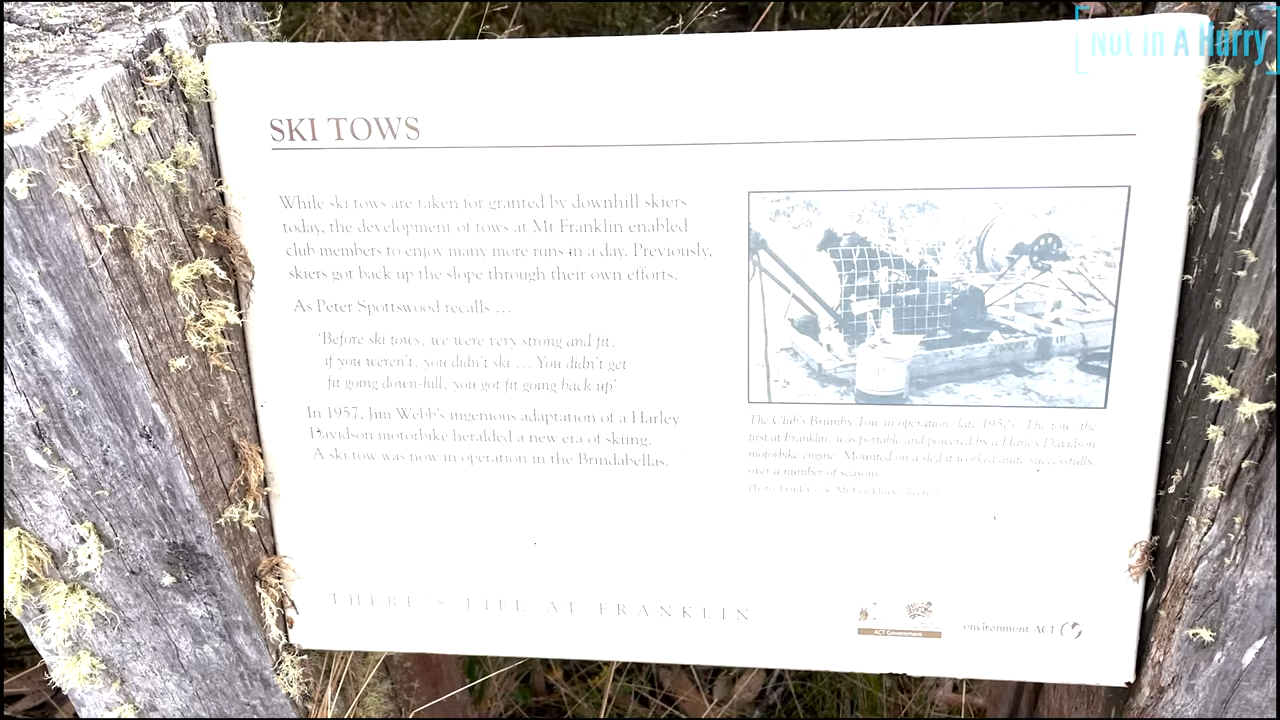 Not In A Hurry
SKI TOWS
While ski tows are taken for granted by downhill skiers
today, the development of tows at Mt Franklin enabled
club members to enjoy many more runs in a day. Previously,
skiers got back up the slope through their own efforts.
As Peter Spottswood recalls ...
'Before ski tows, we were very strong and fit,
if you weren't, you didn't ski ... You didn't get
fit going down-hill, you got fit going back up'
In 1957, Jim Webb's ingenious adaptation of a Harley
Davidson motorbike heralded a new era of skiing.
A ski tow was now in operation in the Brindabellas.
The Club's Brumby Tow in operation, late 1950's. The tow, the
first at Franklin, was portable and powered by a Harley Davidson
motorbike engine. Mounted on a sled it worked quite successfully
over a number of seasons.
Photo: Frank Cook, Mt Franklin Collection
THERE'S LIFE AT FRANKLIN
ACT Government
environment ACT